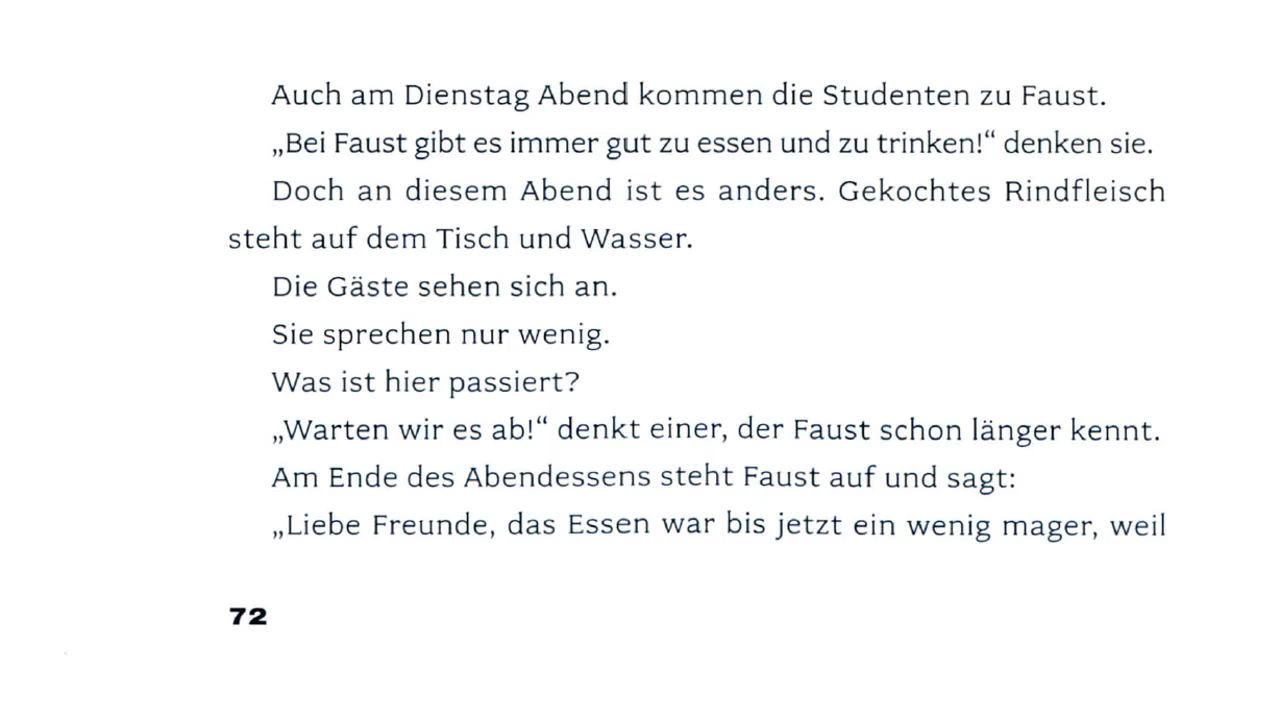 Auch am Dienstag Abend kommen die Studenten zu Faust.
„Bei Faust gibt es immer gut zu essen und zu trinken!“ denken sie.
Doch an diesem Abend ist es anders. Gekochtes Rindfleisch
steht auf dem Tisch und Wasser.
Die Gäste sehen sich an.
Sie sprechen nur wenig.
Was ist hier passiert?
„Warten wir es ab!“ denkt einer, der Faust schon länger kennt.
Am Ende des Abendessens steht Faust auf und sagt:
„Liebe Freunde, das Essen war bis jetzt ein wenig mager, weil
72